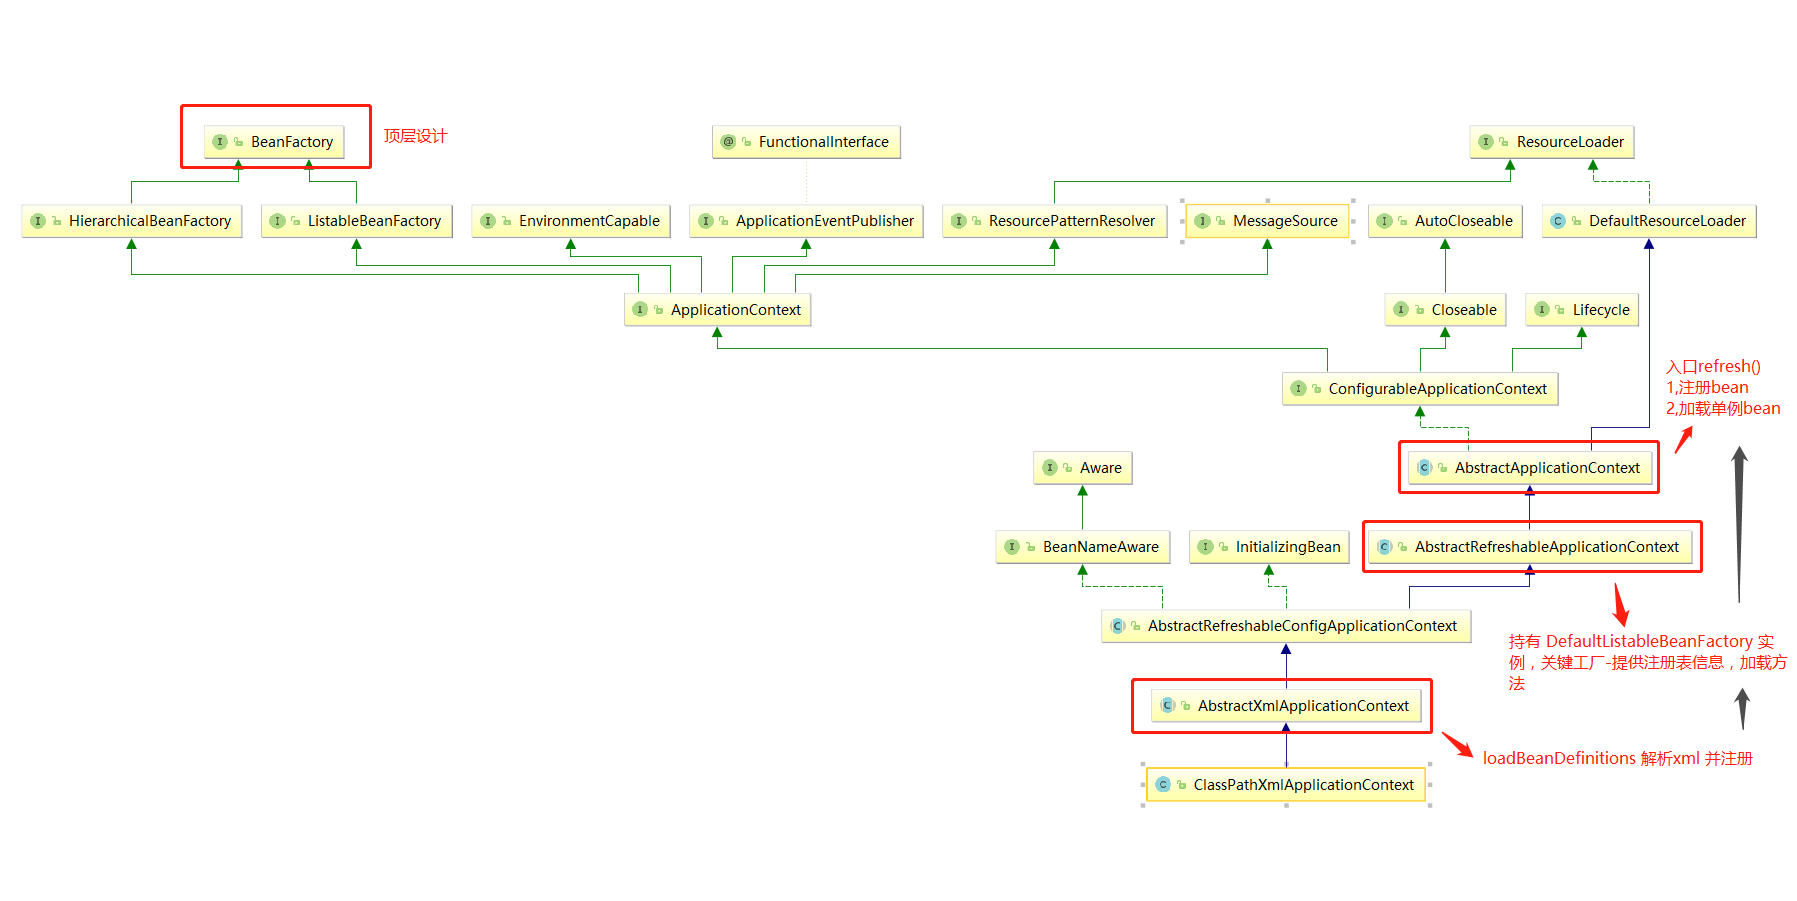 BeanFactory
顶层设计
FunctionalInterface
ResourceLoader
HierarchicalBeanFactory
ListableBeanFactory
EnvironmentCapable
ApplicationEventPublisher
ResourcePatternResolver
MessageSource
AutoCloseable
DefaultResourceLoader
ApplicationContext
Closeable
Lifecycle
入口refresh()
1,注册bean
2,加载单例bean
ConfigurableApplicationContext
Aware
AbstractApplicationContext
BeanNameAware
InitializingBean
AbstractRefreshableApplicationContext
AbstractRefreshableConfigApplicationContext
持有 DefaultListableBeanFactory 实
例，关键工厂-提供注册表信息，加载方
法
AbstractXmlApplicationContext
loadBeanDefinitions 解析xml 并注册
ClassPathXmlApplicationContext